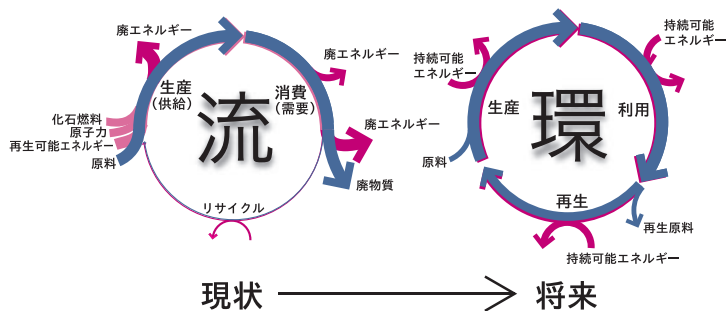 廃エネルギー
生産
(供給)
化石燃料
原子力
再生可能エネルギー
原料
流
消費
(需要)
廃エネルギー
廃エネルギー
廃物質
リサイクル
持続可能
エネルギー
生産
原料
環
持続可能
エネルギー
利用
再生
再生原料
持続可能エネルギー
現状
将来